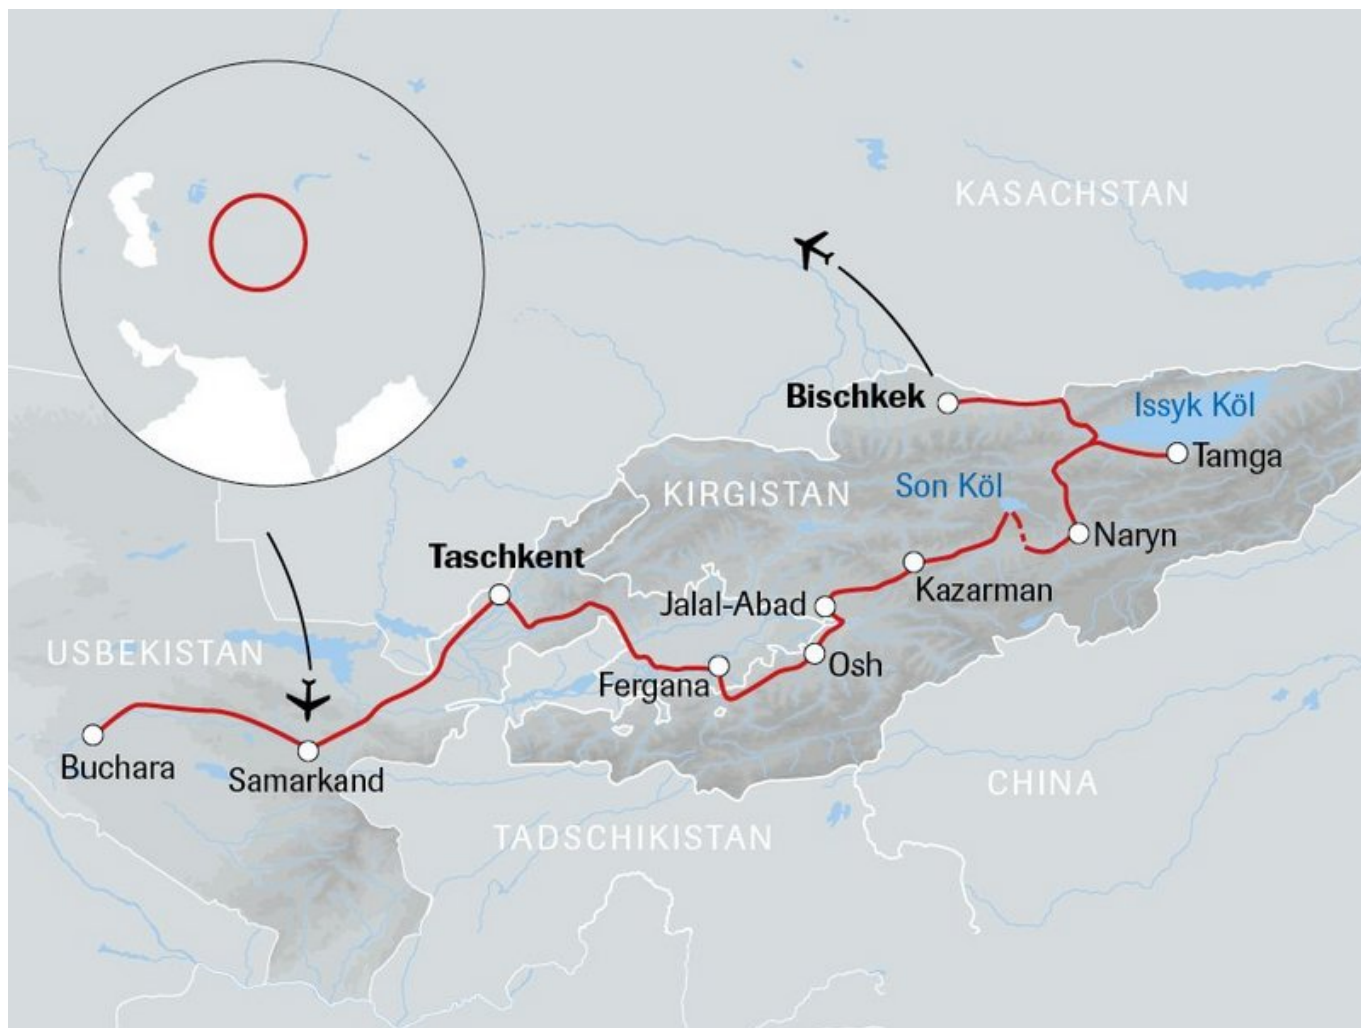 KASACHSTAN
Bischkek
Issyk Köl
Tamga
Son Köl
KIRGISTAN
Naryn
Taschkent
Kazarman
Jalal-Abad
USBEKISTAN
Osh
Fergana
Buchara
Samarkand
CHINA
TADSCHIKISTAN